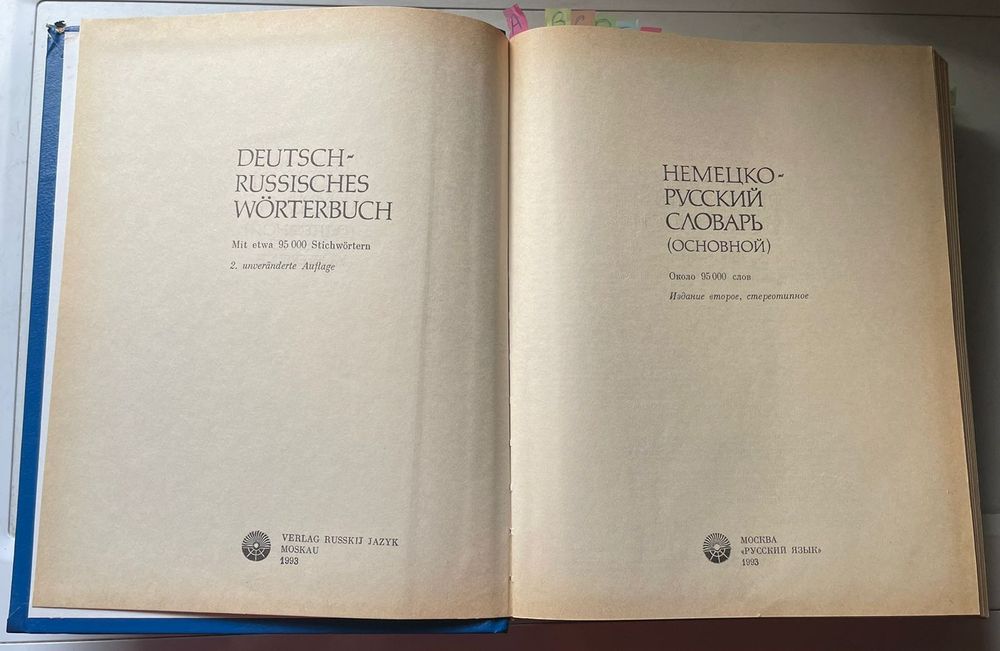 A B C
DEUTSCH-
RUSSISCHES
WÖRTERBUCH
Mit etwa 95 000 Stichwörtern
2. unveränderte Auflage
VERLAG RUSSKIJ JAZYK
MOSKAU
1993
НЕМЕЦКО-
РУССКИЙ
СЛОВАРЬ
(ОСНОВНОЙ)
Около 95 000 слов
Издание второе, стереотипное
МОСКВА
«РУССКИЙ ЯЗЫК»
1993